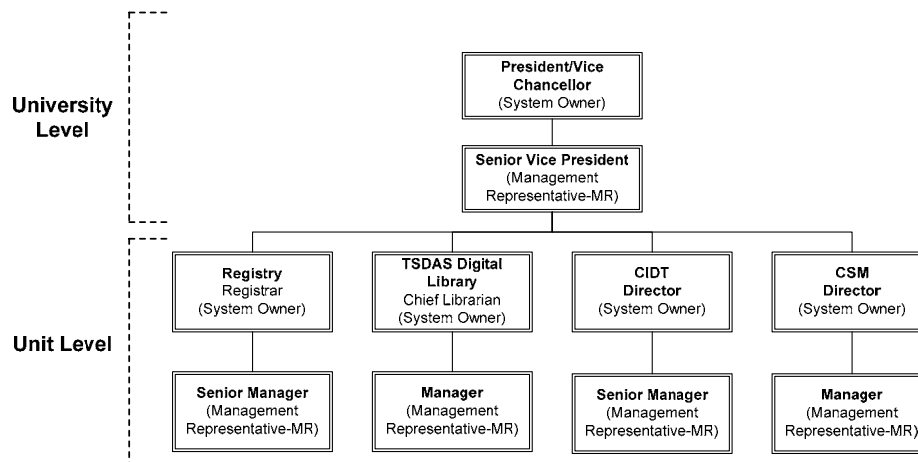 University
Level
President/Vice
Chancellor
(System Owner)
Senior Vice President
(Management
Representative-MR)
Unit Level
Registry
Registrar
(System Owner)
TSDAS Digital
Library
Chief Librarian
(System Owner)
CIDT
Director
(System Owner)
CSM
Director
(System Owner)
Senior Manager
(Management
Representative-MR)
Manager
(Management
Representative-MR)
Senior Manager
(Management
Representative-MR)
Manager
(Management
Representative-MR)